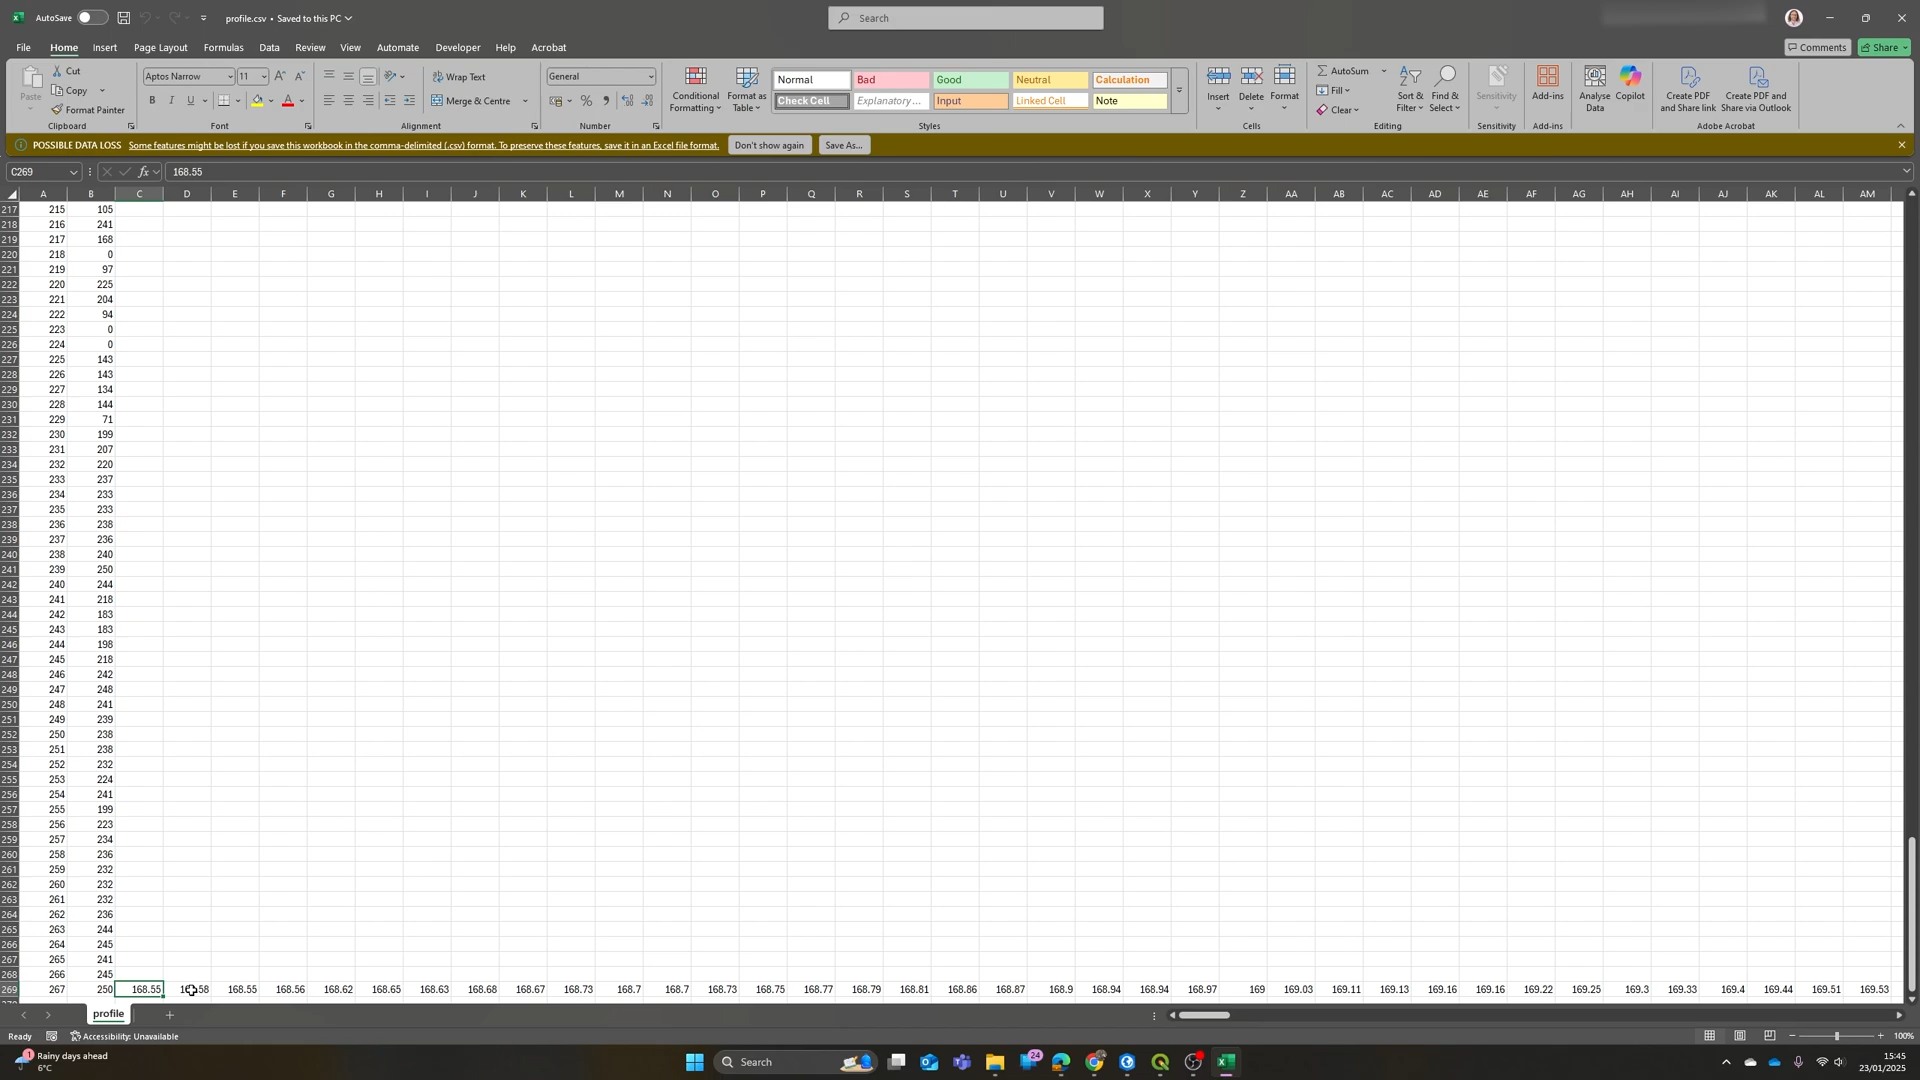 AutoSave
profile.csv • Saved to this PC
Search
File Home Insert Page Layout Formulas Data Review View Automate Developer Help Acrobat
Comments Share
Paste
Cut
Copy
Format Painter
Clipboard
Aptos Narrow 11
B I U
Font
Wrap Text
Merge & Centre
Alignment
General
Number
Conditional Formatting
Format as Table
Normal Bad Good Neutral Calculation
Check Cell Explanatory... Input Linked Cell Note
Styles
Insert Delete Format
Cells
AutoSum
Fill
Clear
Sort & Filter
Find & Select
Editing
Sensitivity
Sensitivity
Add-ins
Add-ins
Analyse Data
Copilot
Create PDF and Share link
Create PDF and Share via Outlook
Adobe Acrobat
POSSIBLE DATA LOSS Some features might be lost if you save this workbook in the comma-delimited (.csv) format. To preserve these features, save it in an Excel file format. Don't show again Save As...
C269 fx 168.55
A B C D E F G H I J K L M N O P Q R S T U V W X Y Z AA AB AC AD AE AF AG AH AI AJ AK AL AM
217 215 105
218 216 241
219 217 168
220 218 0
221 219 97
222 220 225
223 221 204
224 222 94
225 223 0
226 224 0
227 225 143
228 226 143
229 227 134
230 228 144
231 229 71
232 230 199
233 231 207
234 232 220
235 233 237
236 234 233
237 235 233
238 236 238
239 237 236
240 238 240
241 239 250
242 240 244
243 241 218
244 242 183
245 243 183
246 244 198
247 245 218
248 246 242
249 247 248
250 248 241
251 249 239
252 250 238
253 251 238
254 252 232
255 253 224
256 254 241
257 255 199
258 256 223
259 257 234
260 258 236
261 259 232
262 260 232
263 261 232
264 262 236
265 263 244
266 264 245
267 265 241
268 266 245
269 267 250 168.55 168.55 168.56 168.62 168.65 168.63 168.68 168.67 168.7 168.7 168.73 168.75 168.77 168.79 168.81 168.86 168.87 168.9 168.94 168.94 168.97 169 169.03 169.11 169.13 169.16 169.16 169.22 169.25 169.3 169.33 169.4 169.44 169.51 169.53
profile
Ready Accessibility: Unavailable
100%
1
Rainy days ahead
6°C
Search
24
15:45
23/01/2025